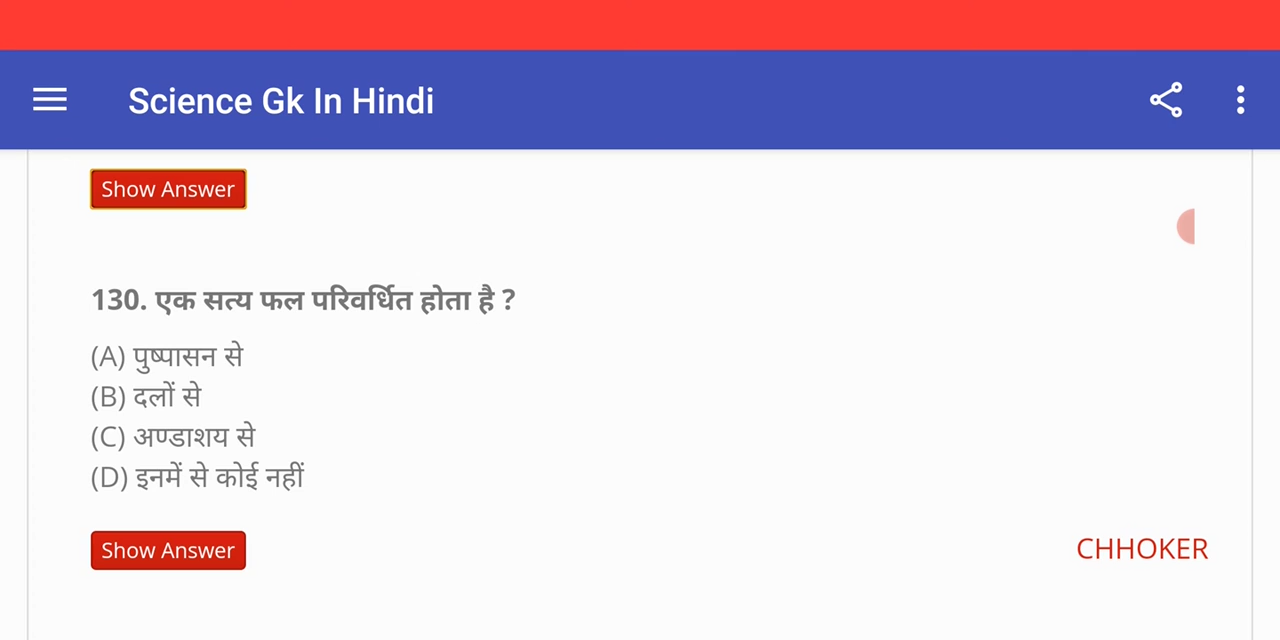 Science Gk In Hindi
Show Answer
130. एक सत्य फल परिवर्धित होता है ?
(A) पुष्पासन से
(B) दलों से
(C) अण्डाशय से
(D) इनमें से कोई नहीं
Show Answer
CHHOKER